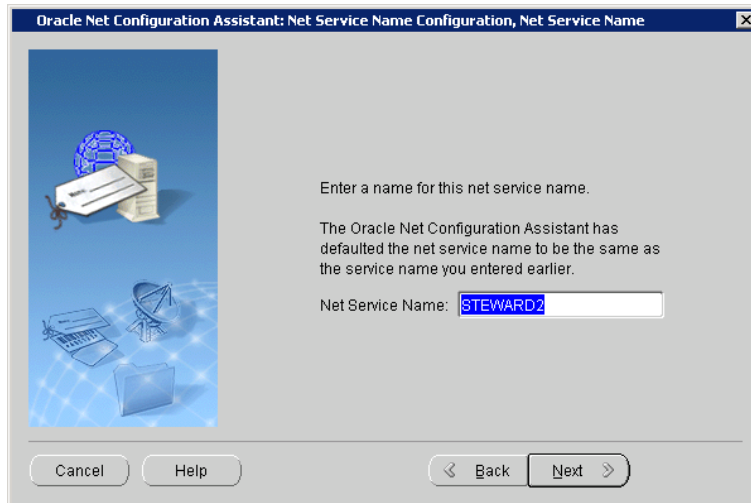 Oracle Net Configuration Assistant: Net Service Name Configuration, Net Service Name
Enter a name for this net service name.
The Oracle Net Configuration Assistant has
defaulted the net service name to be the same as
the service name you entered earlier.
Net Service Name: STEWARD2
Cancel
Help
Back
Next